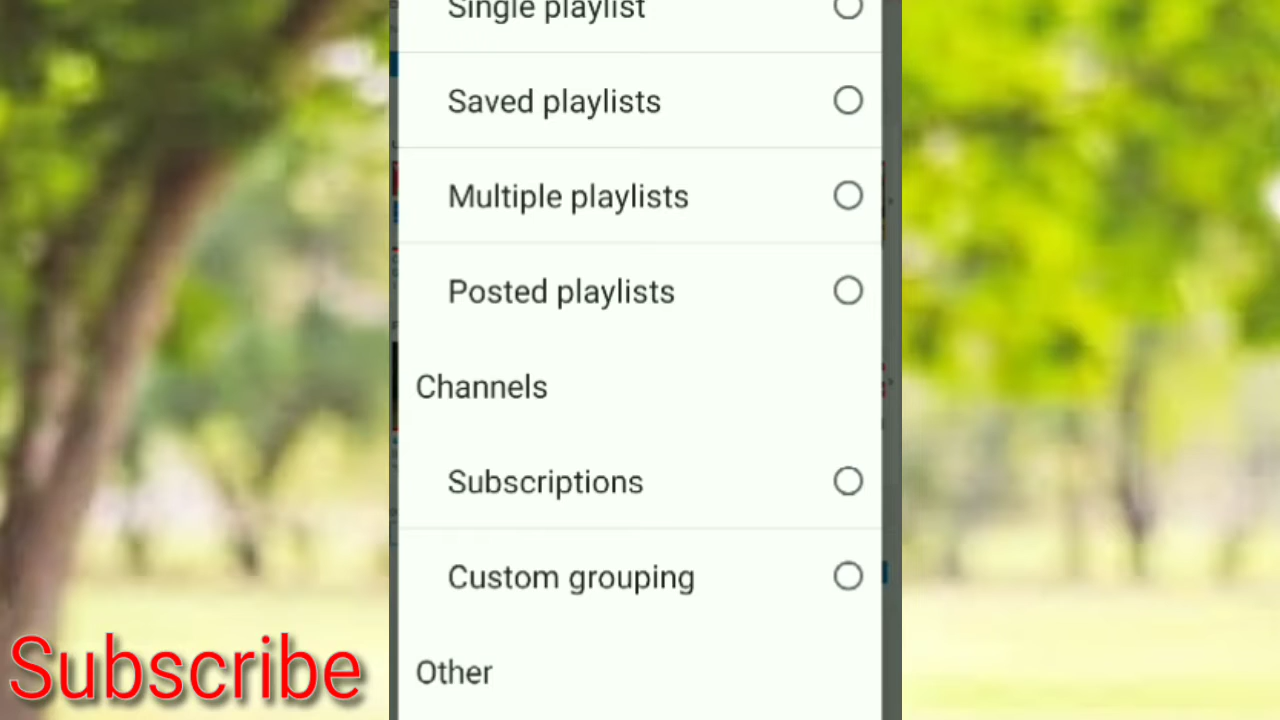 Single playlist
Saved playlists
Multiple playlists
Posted playlists
Channels
Subscriptions
Custom grouping
Other
Subscribe